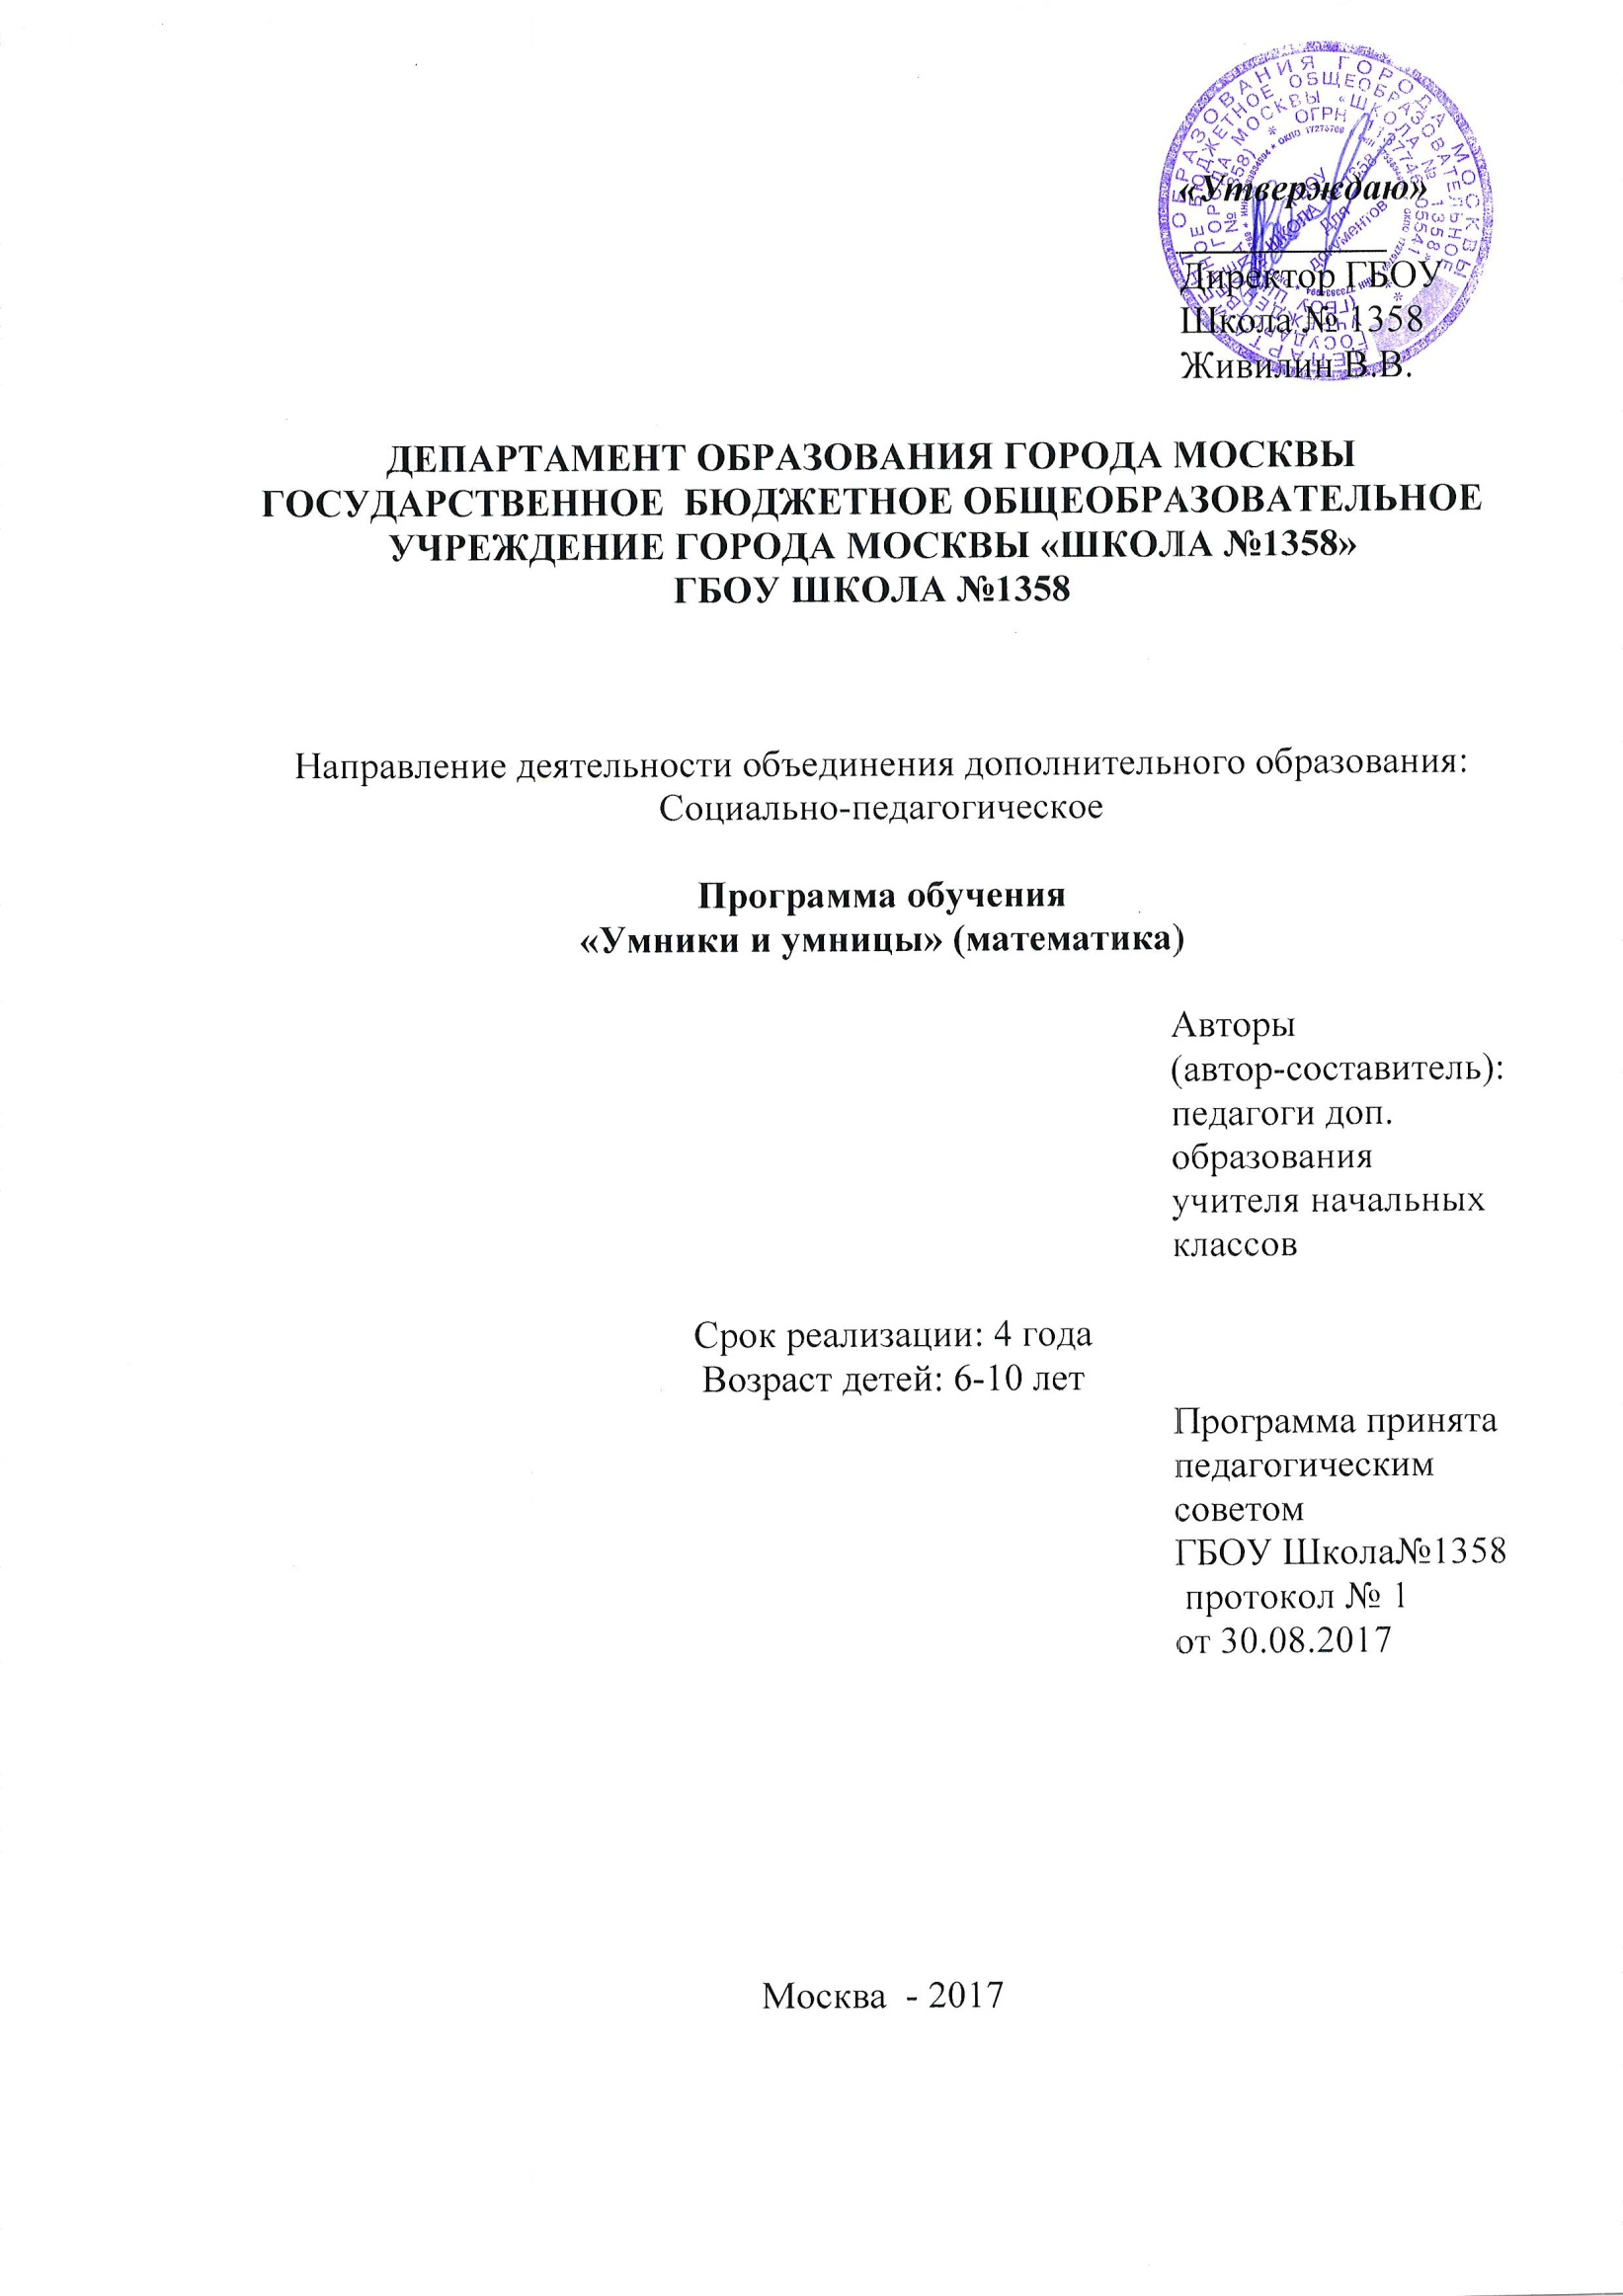 «Утверждаю»
Директор ГБОУ
Школа № 1358
Живилин В.В.
ДЕПАРТАМЕНТ ОБРАЗОВАНИЯ ГОРОДА МОСКВЫ
ГОСУДАРСТВЕННОЕ БЮДЖЕТНОЕ ОБЩЕОБРАЗОВАТЕЛЬНОЕ
УЧРЕЖДЕНИЕ ГОРОДА МОСКВЫ «ШКОЛА №1358»
ГБОУ ШКОЛА №1358
Направление деятельности объединения дополнительного образования:
Социально-педагогическое
Программа обучения
«Умники и умницы» (математика)
Авторы
(автор-составитель):
педагоги доп.
образования
учителя начальных
классов
Срок реализации: 4 года
Возраст детей: 6-10 лет
Программа принята
педагогическим
советом
ГБОУ Школа№1358
протокол № 1
от 30.08.2017
Москва - 2017